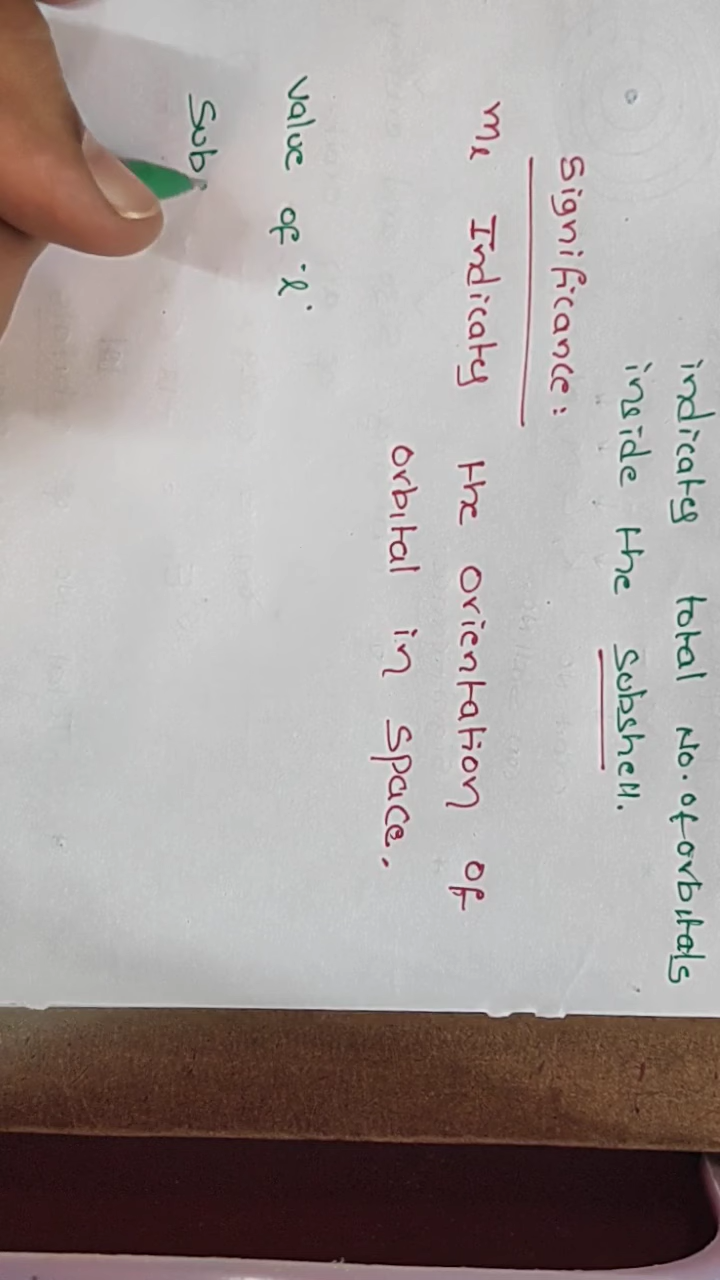 indicates total No. of orbitals
inside the subshell.
Significance:
mℓ Indicates the orientation of
orbital in space.
value of 'ℓ'
Sub